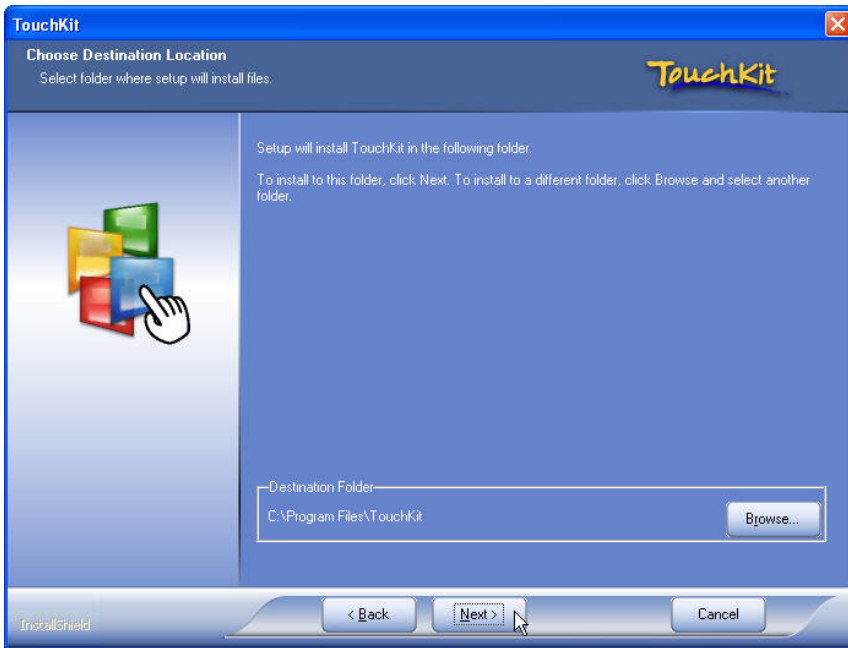 TouchKit
Choose Destination Location
Select folder where setup will install files.
TouchKit
Setup will install TouchKit in the following folder.
To install to this folder, click Next. To install to a different folder, click Browse and select another
folder.
Destination Folder
C:\Program Files\TouchKit
Browse...
InstallShield
< Back
Next >
Cancel